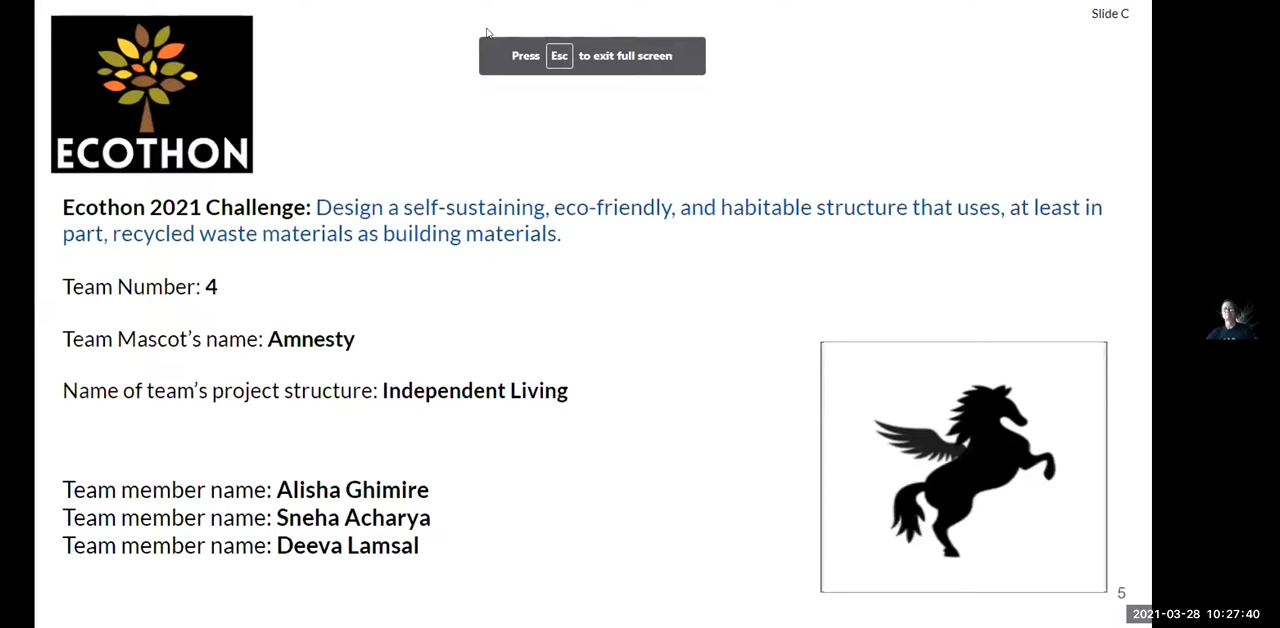 Slide C
Press Esc to exit full screen
ECOTHON
Ecothon 2021 Challenge: Design a self-sustaining, eco-friendly, and habitable structure that uses, at least in
part, recycled waste materials as building materials.
Team Number: 4
Team Mascot's name: Amnesty
Name of team's project structure: Independent Living
Team member name: Alisha Ghimire
Team member name: Sneha Acharya
Team member name: Deeva Lamsal
5
2021-03-28 10:27:40